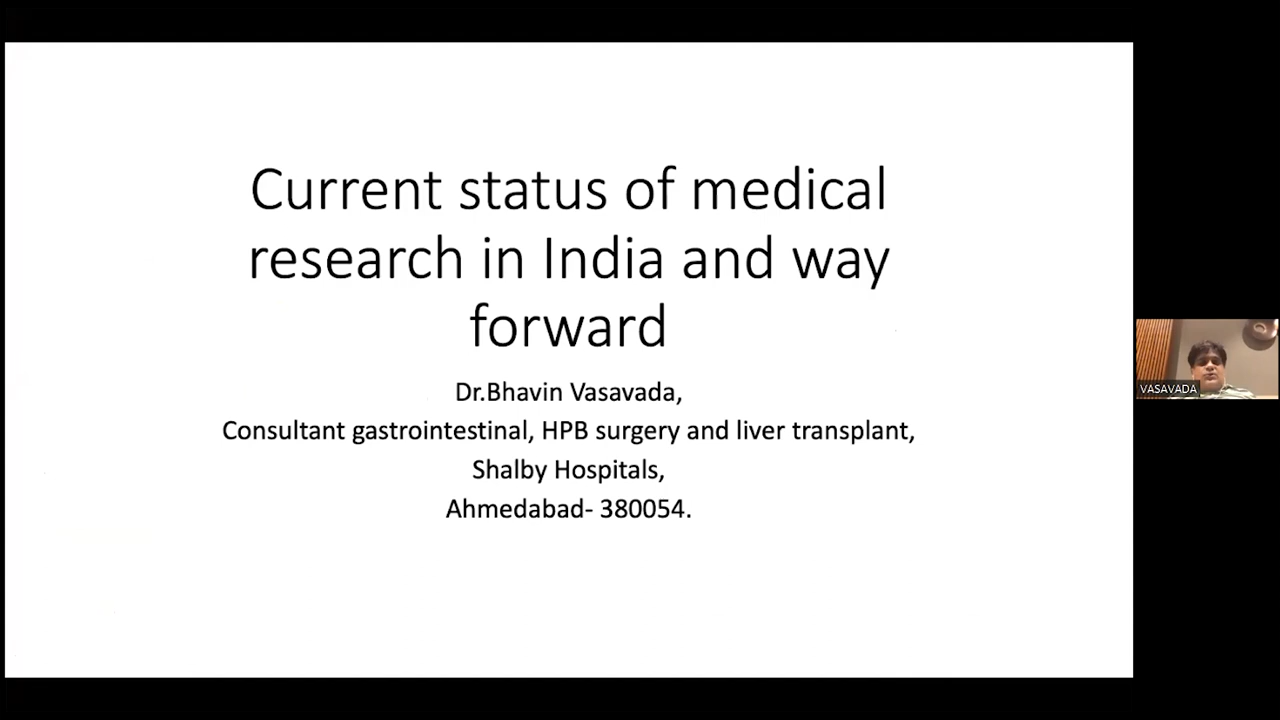 Current status of medical
research in India and way
forward
Dr.Bhavin Vasavada,
Consultant gastrointestinal, HPB surgery and liver transplant,
Shalby Hospitals,
Ahmedabad- 380054.
VASAVADA